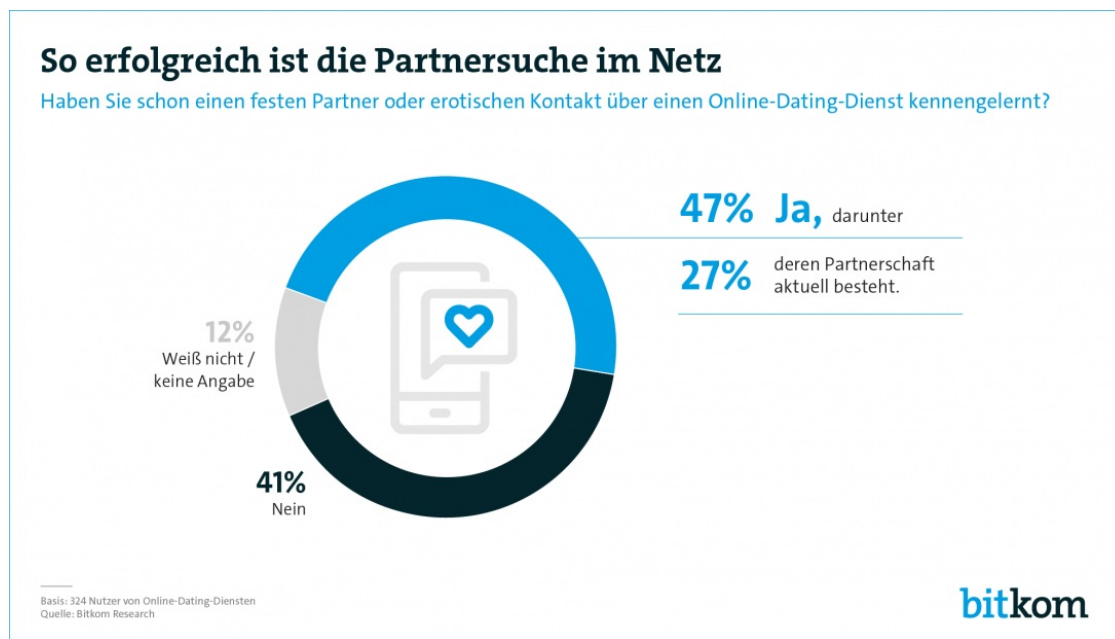 So erfolgreich ist die Partnersuche im Netz
Haben Sie schon einen festen Partner oder erotischen Kontakt über einen Online-Dating-Dienst kennengelernt?
47% Ja, darunter
27% deren Partnerschaft
aktuell besteht.
12%
Weiß nicht /
keine Angabe
41%
Nein
Basis: 324 Nutzer von Online-Dating-Diensten
Quelle: Bitkom Research
bitkom